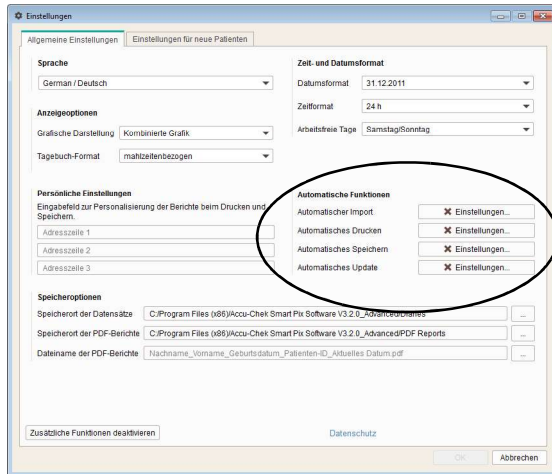 Einstellungen
Allgemeine Einstellungen
Einstellungen für neue Patienten
Sprache
German / Deutsch
Anzeigeoptionen
Grafische Darstellung
Kombinierte Grafik
Tagebuch-Format
mahlzeitenbezogen
Zeit- und Datumsformat
Datumsformat
31.12.2011
Zeitformat
24 h
Arbeitsfreie Tage
Samstag/Sonntag
Persönliche Einstellungen
Eingabefeld zur Personalisierung der Berichte beim Drucken und
Speichern.
Adresszeile 1
Adresszeile 2
Adresszeile 3
Automatische Funktionen
Automatischer Import
Einstellungen...
Automatisches Drucken
Einstellungen...
Automatisches Speichern
Einstellungen...
Automatisches Update
Einstellungen...
Speicheroptionen
Speicherort der Datensätze
C:/Program Files (x86)/Accu-Chek Smart Pix Software V3.2.0_Advanced/Diaries
...
Speicherort der PDF-Berichte
C:/Program Files (x86)/Accu-Chek Smart Pix Software V3.2.0_Advanced/PDF Reports
...
Dateiname der PDF-Berichte
Nachname_Vorname_Geburtsdatum_Patienten-ID_Aktuelles Datum.pdf
...
Zusätzliche Funktionen deaktivieren
Datenschutz
OK
Abbrechen